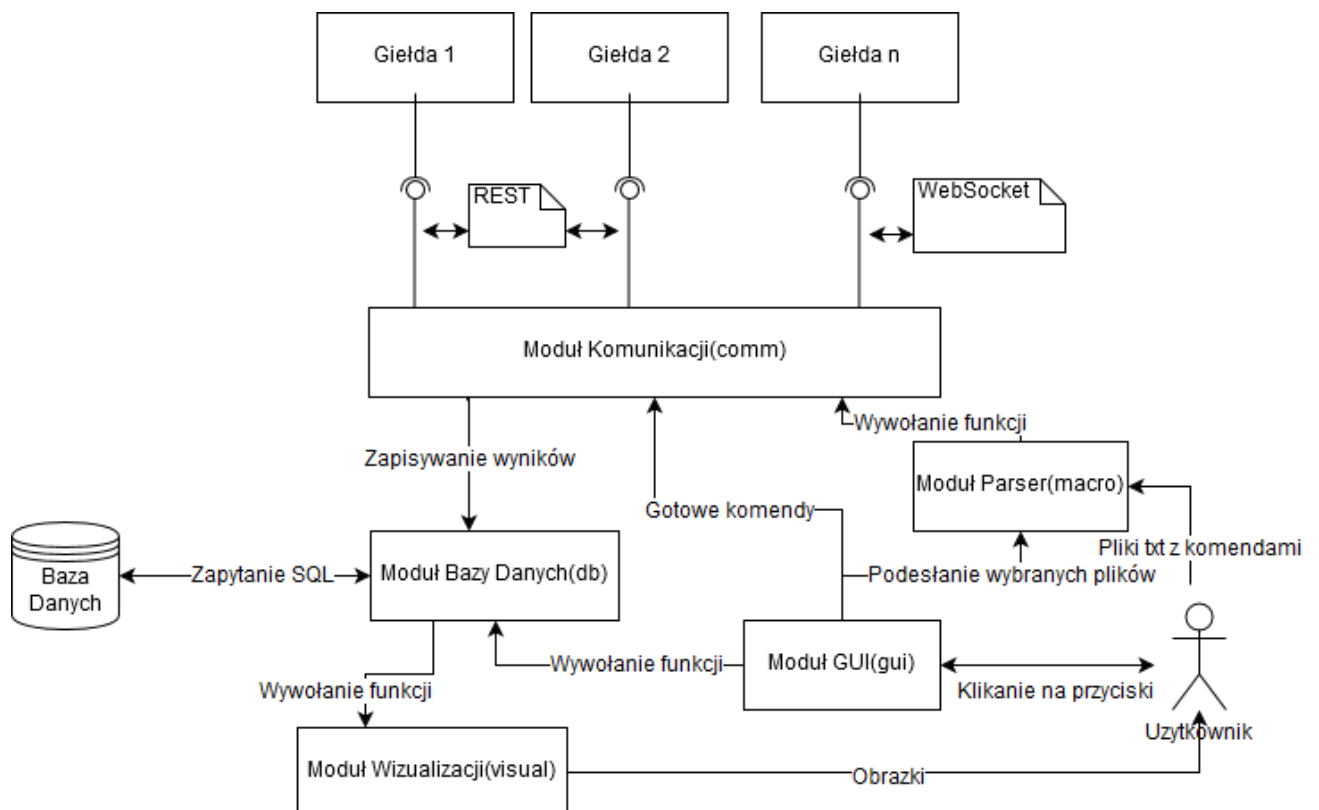 Giełda 1
Giełda 2
Giełda n
REST
WebSocket
Moduł Komunikacji(comm)
Wywołanie funkcji
Zapisywanie wyników
Moduł Parser(macro)
Gotowe komendy
Pliki txt z komendami
Baza
Danych
Zapytanie SQL
Moduł Bazy Danych(db)
Podesłanie wybranych plików
Wywołanie funkcji
Moduł GUI(gui)
Klikanie na przyciski
Wywołanie funkcji
Uzytkownik
Moduł Wizualizacji(visual)
Obrazki